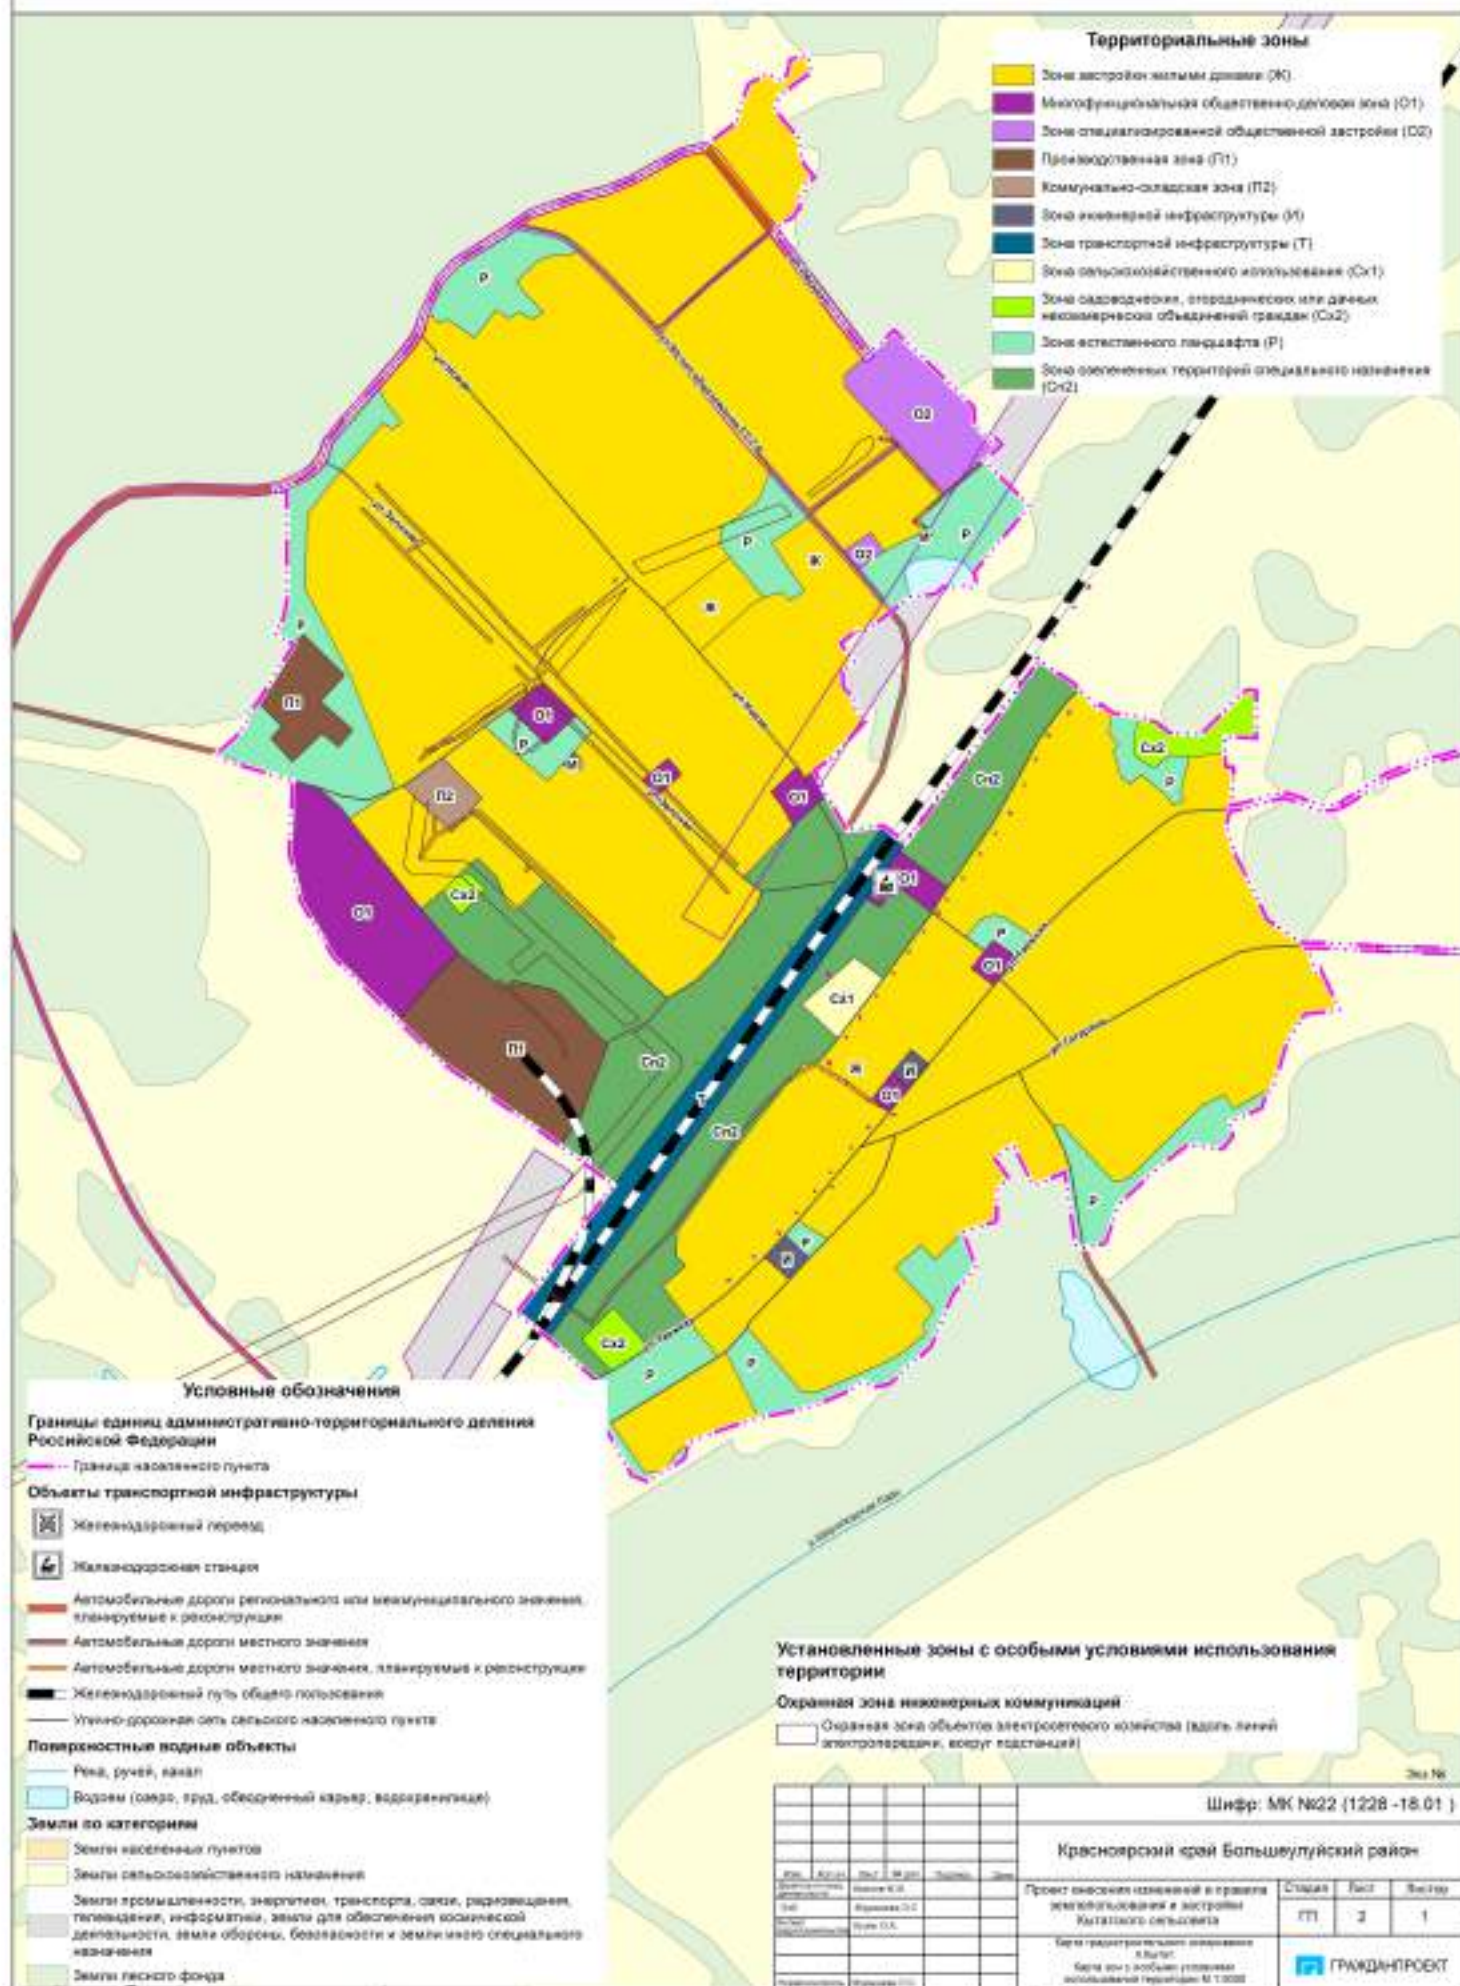 Территориальные зоны
Зона застройки жилыми домами (Ж)
Многофункциональная общественно-деловая зона (О1)
Зона специализированной общественной застройки (О2)
Производственная зона (П1)
Коммунально-складская зона (П2)
Зона инженерной инфраструктуры (И)
Зона транспортной инфраструктуры (Т)
Зона сельскохозяйственного использования (Сх1)
Зона садоводческих, огороднических или дачных
некоммерческих объединений граждан (Сх2)
Зона естественного ландшафта (Р)
Зона озелененных территорий специального назначения
(Сп2)
Р
О2
Р
О2
И
Р
Ж
Ж
Р
П1
О1
Р
И
О1
О1
П2
Сх2
О1
П1
Сп2
Сп2
Сх2
Р
О1
Р
О1
Сх1
Ж
И
О1
Т
Сп2
ул. Гагарина
Р
Р
И
Сх2
Р
Р
Условные обозначения
Границы единиц административно-территориального деления
Российской Федерации
Граница населенного пункта
Объекты транспортной инфраструктуры
Железнодорожный переезд
Железнодорожная станция
Автомобильные дороги регионального или межмуниципального значения,
планируемые к реконструкции
Автомобильные дороги местного значения
Автомобильные дороги местного значения, планируемые к реконструкции
Железнодорожный путь общего пользования
Улично-дорожная сеть сельского населенного пункта
Поверхностные водные объекты
Река, ручей, канал
Водоем (озеро, пруд, обводненный карьер, водохранилище)
Земли по категориям
Земли населенных пунктов
Земли сельскохозяйственного назначения
Земли промышленности, энергетики, транспорта, связи, радиовещания,
телевидения, информатики, земли для обеспечения космической
деятельности, земли обороны, безопасности и земли иного специального
назначения
Земли лесного фонда
Установленные зоны с особыми условиями использования
территории
Охранная зона инженерных коммуникаций
Охранная зона объектов электросетевого хозяйства (вдоль линий
электропередачи, вокруг подстанций)
Экз.№
Шифр: МК №22 (1228 -18.01 )
Красноярский край Большеулуйский район
Проект внесения изменений в правила
землепользования и застройки
Кытатского сельсовета
Стадия Лист Листов
ГП 2 1
ГРАЖДАНПРОЕКТ